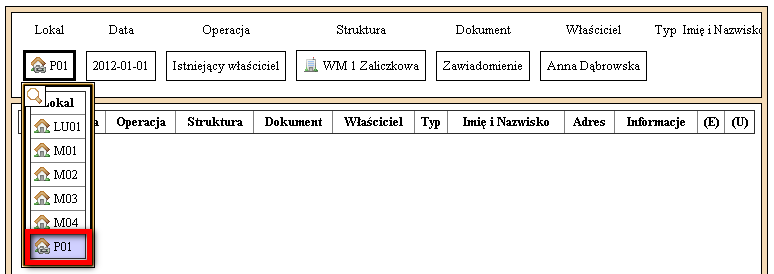 Lokal Data Operacja Struktura Dokument Właściciel Typ Imię i Nazwisko
P01 2012-01-01 Istniejący właściciel WM 1 Zaliczkowa Zawiadomienie Anna Dąbrowska
Lokal a Operacja Struktura Dokument Właściciel Typ Imię i Nazwisko Adres Informacje (E) (U)
LU01
M01
M02
M03
M04
P01